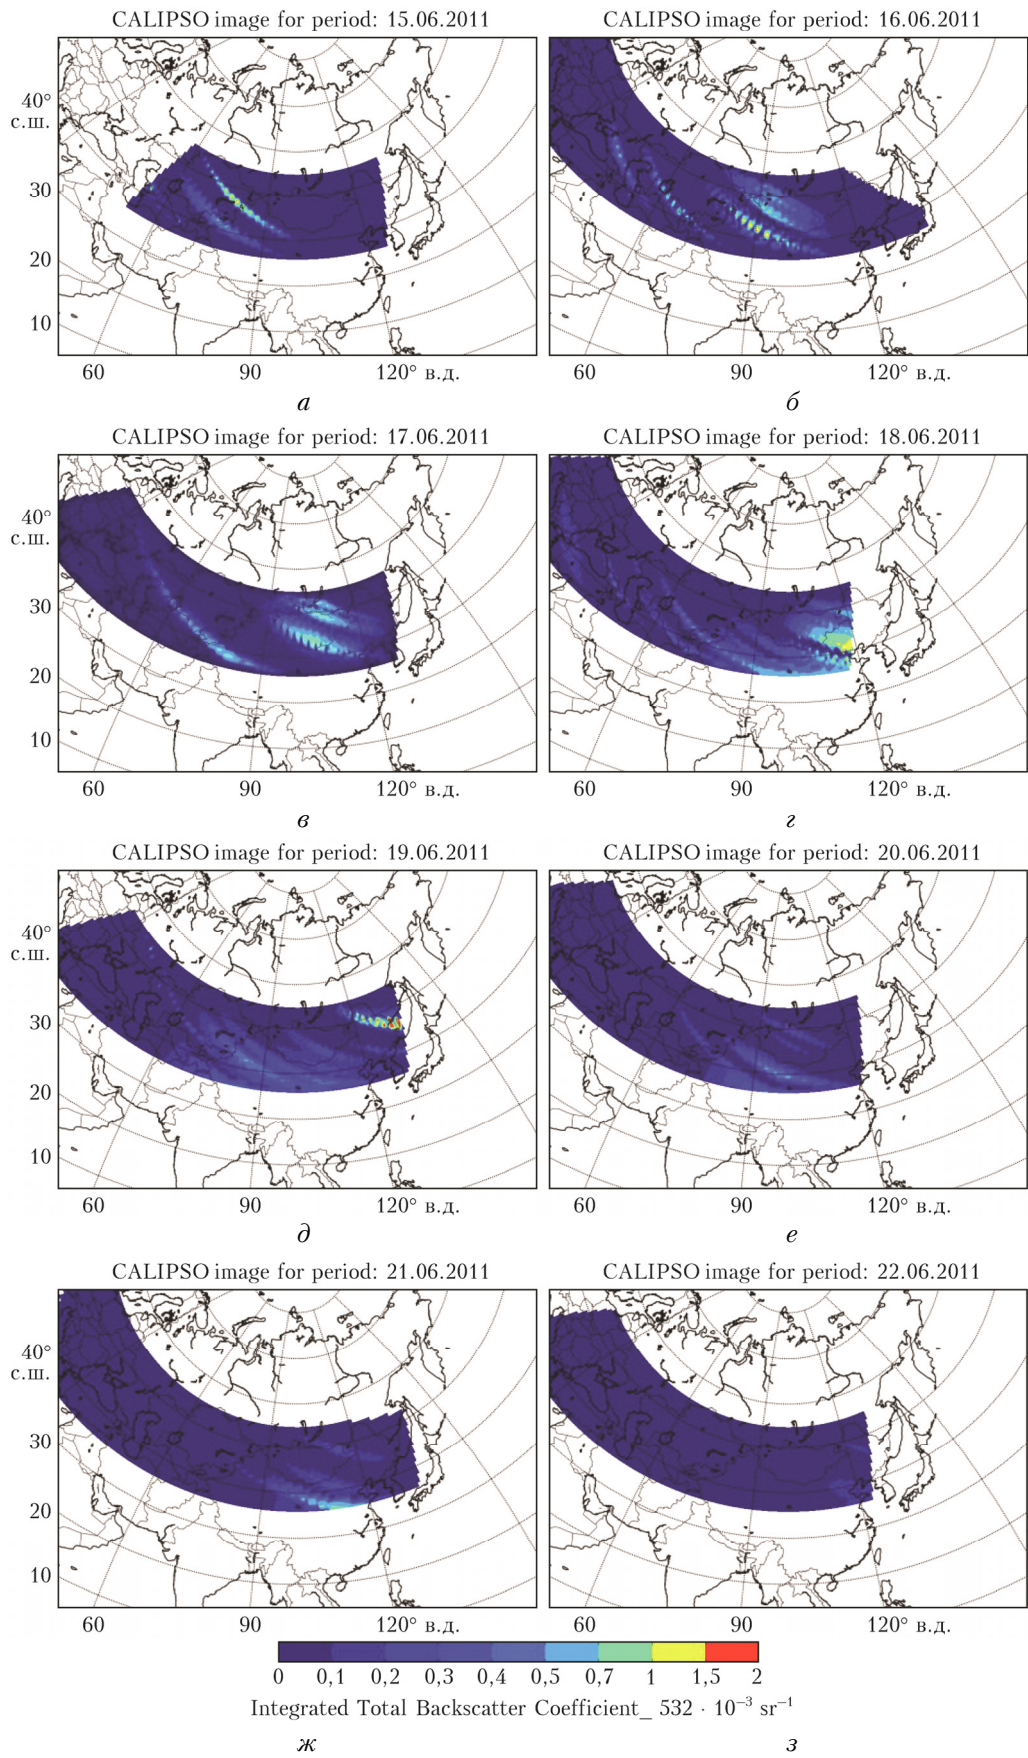 CALIPSO image for period: 15.06.2011
CALIPSO image for period: 16.06.2011
40°
с.ш.
30
20
10
60 90 120° в.д.
60 90 120° в.д.
а
б
CALIPSO image for period: 17.06.2011
CALIPSO image for period: 18.06.2011
40°
с.ш.
30
20
10
60 90 120° в.д.
60 90 120° в.д.
в
г
CALIPSO image for period: 19.06.2011
CALIPSO image for period: 20.06.2011
40°
с.ш.
30
20
10
60 90 120° в.д.
60 90 120° в.д.
д
е
CALIPSO image for period: 21.06.2011
CALIPSO image for period: 22.06.2011
40°
с.ш.
30
20
10
60 90 120° в.д.
60 90 120° в.д.
0 0,1 0,2 0,3 0,4 0,5 0,7 1 1,5 2
Integrated Total Backscatter Coefficient_ 532 · 10⁻³ sr⁻¹
ж
з